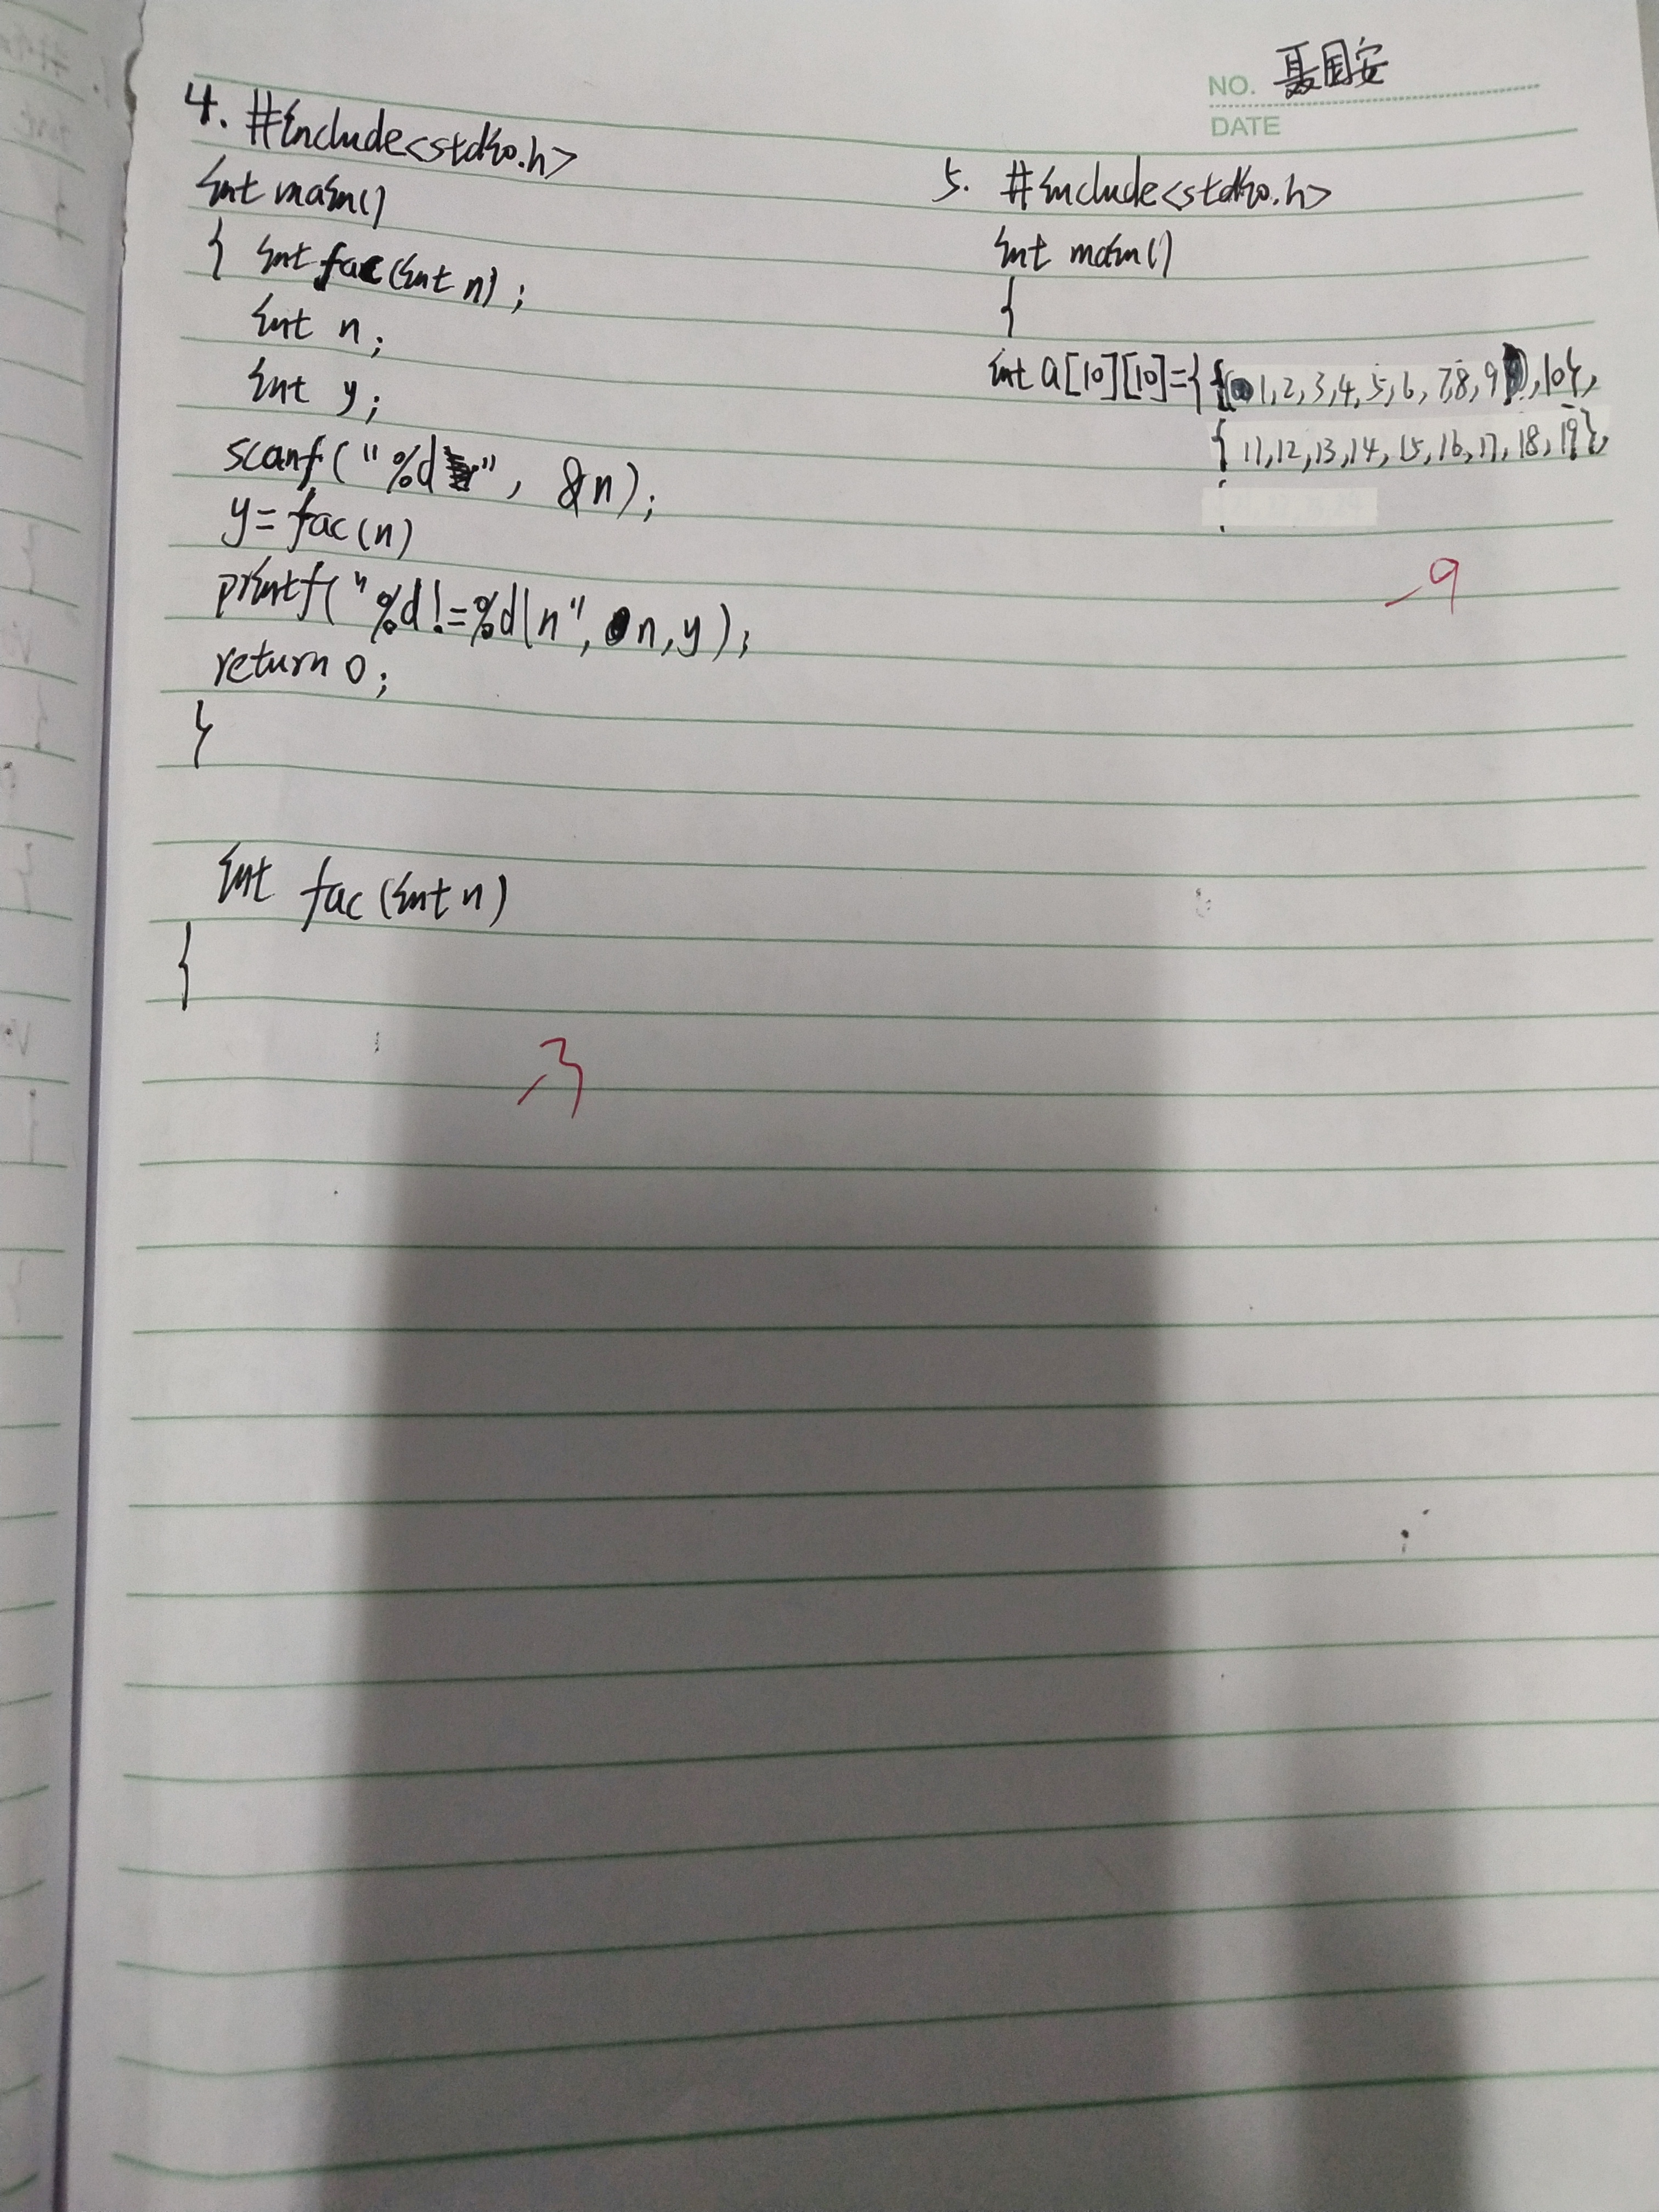 NO. 聂国安
DATE
4. #include<stdio.h>
int main()
{ int fac(int n);
int n;
int y;
scanf("%d", &n);
y=fac(n)
printf("%d!=%d\n", n,y);
return 0;
}
int fac(int n)
{
-3
5. #include<stdio.h>
int main()
{
int a[10][10]={{1,2,3,4,5,6,7,8,9,10},
{11,12,13,14,15,16,17,18,19},
-9